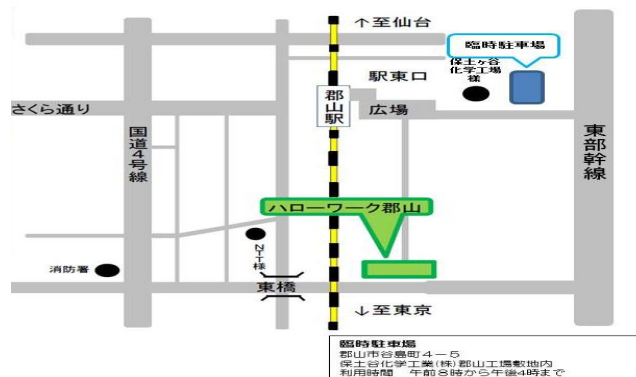 ↑至仙台
臨時駐車場
保土ヶ谷
化学工場
様
駅東口
広場
さくら通り
郡山駅
国道4号線
東部幹線
ハローワーク郡山
NTT様
消防署
東橋
↓至東京
臨時駐車場
郡山市谷島町4-5
保土谷化学工業(株)郡山工場敷地内
利用時間　午前8時から午後4時まで